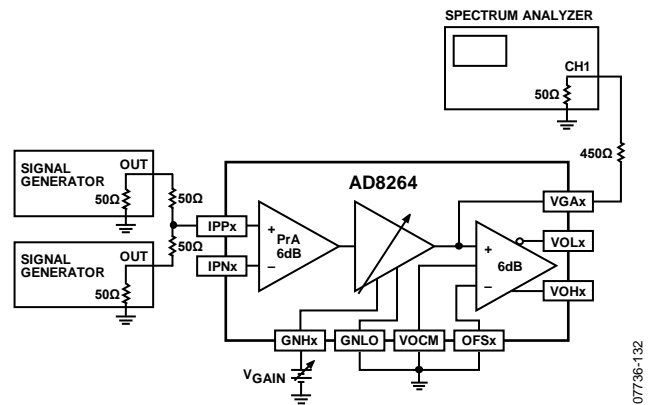 SPECTRUM ANALYZER
CH1
50Ω
450Ω
SIGNAL
GENERATOR
OUT
50Ω
50Ω
50Ω
SIGNAL
GENERATOR
OUT
50Ω
AD8264
IPPx
IPNx
+
PrA
6dB
–
+
6dB
–
VGAx
VOLx
VOHx
GNHx
GNLO
VOCM
OFSx
VGAIN
07736-132